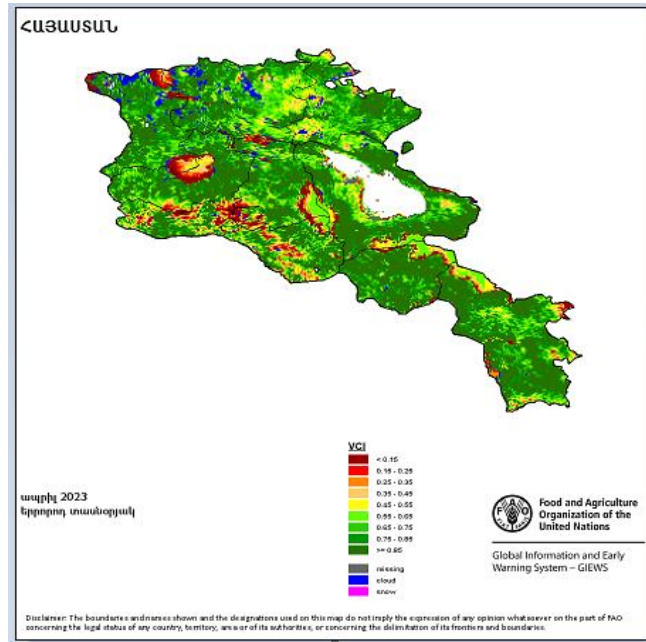 ՀԱՅԱՍՏԱՆ
VCI
< 0.15
0.15 - 0.25
0.25 - 0.35
0.35 - 0.45
0.45 - 0.55
0.55 - 0.65
0.65 - 0.75
0.75 - 0.85
>= 0.85
missing
cloud
snow
ապրիլ 2023
երրորդ տասնօրյակ
FAO
FIAT PANIS
Food and Agriculture
Organization of the
United Nations
Global Information and Early
Warning System – GIEWS
Disclaimer: The boundaries and names shown and the designations used on this map do not imply the expression of any opinion whatsoever on the part of FAO
concerning the legal status of any country, territory, area or of its authorities, or concerning the delimitation of its frontiers and boundaries.